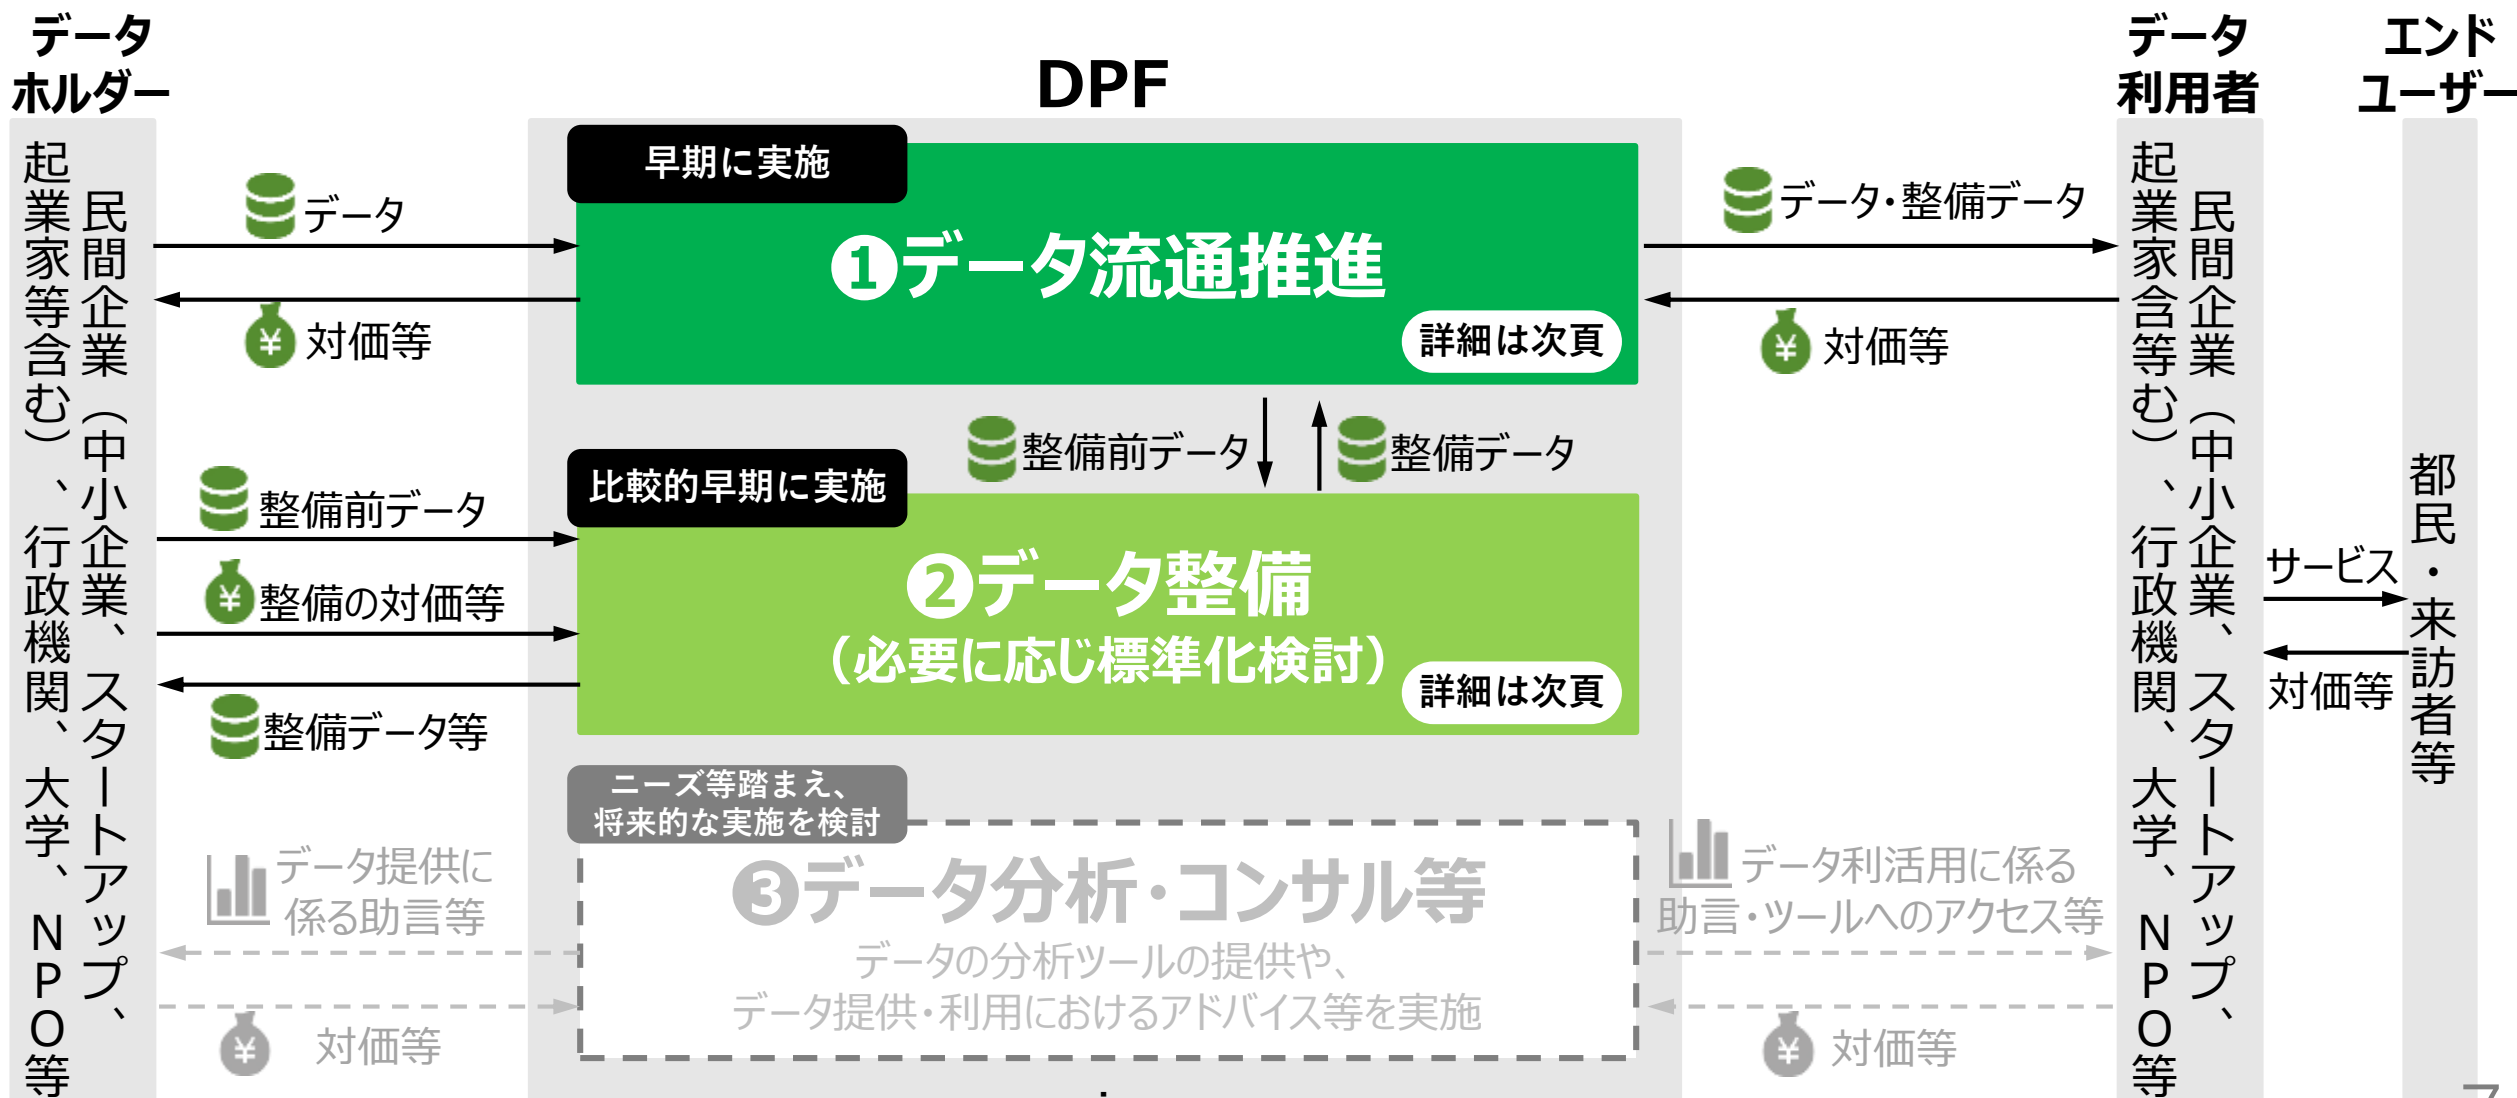 データ
ホルダー
DPF
データ
利用者
エンド
ユーザー
民間企業（中小企業、スタートアップ、
起業家等含む）、行政機関、大学、NPO等
データ
対価等
早期に実施
❶データ流通推進
詳細は次頁
データ・整備データ
対価等
整備前データ
整備データ
整備前データ
整備の対価等
整備データ等
比較的早期に実施
❷データ整備
（必要に応じ標準化検討）
詳細は次頁
ニーズ等踏まえ、
将来的な実施を検討
❸データ分析・コンサル等
データの分析ツールの提供や、
データ提供・利用におけるアドバイス等を実施
データ提供に
係る助言等
対価等
データ利活用に係る
助言・ツールへのアクセス等
対価等
民間企業（中小企業、スタートアップ、
起業家含等む）、行政機関、大学、NPO等
サービス
対価等
都民・来訪者等